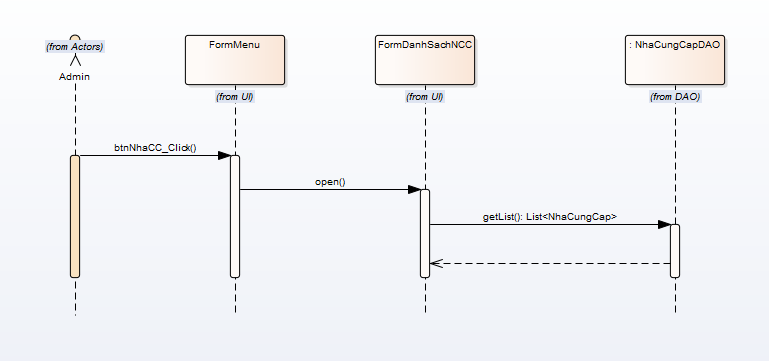 FormMenu
FormDanhSachNCC
: NhaCungCapDAO
(from Actors)
Admin
(from UI)
(from UI)
(from DAO)
btnNhaCC_Click()
open()
getList(): List<NhaCungCap>